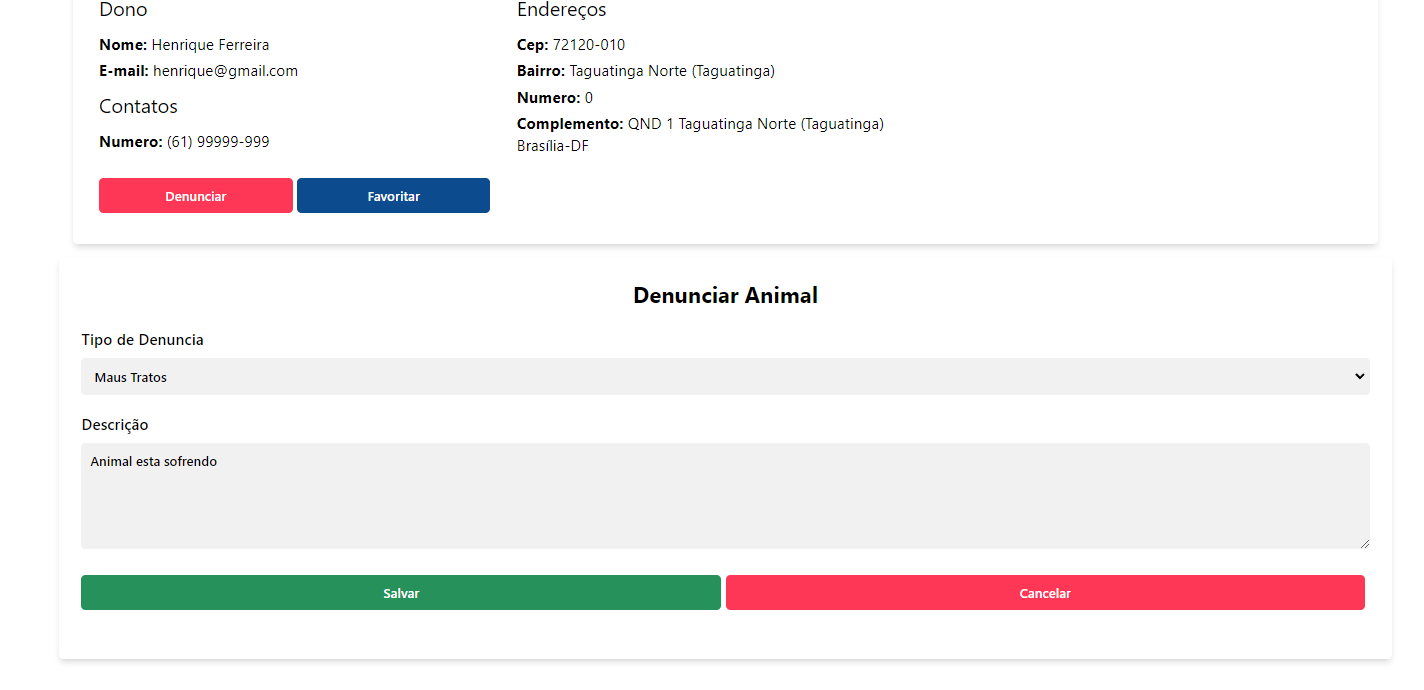 Dono
Nome: Henrique Ferreira
E-mail: henrique@gmail.com
Contatos
Numero: (61) 99999-999
Endereços
Cep: 72120-010
Bairro: Taguatinga Norte (Taguatinga)
Numero: 0
Complemento: QND 1 Taguatinga Norte (Taguatinga)
Brasília-DF
Denunciar
Favoritar
Denunciar Animal
Tipo de Denuncia
Maus Tratos
Descrição
Animal esta sofrendo
Salvar
Cancelar